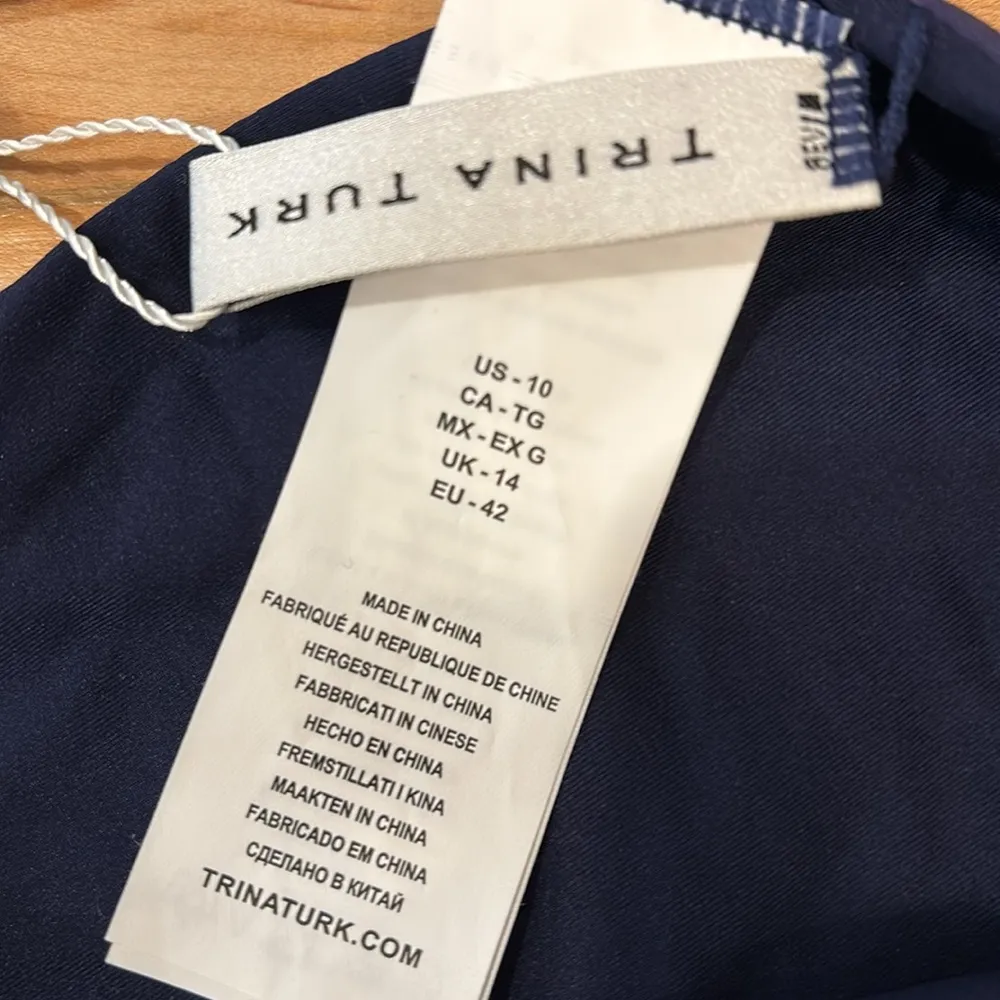 TRINA TURK
US - 10
CA - TG
MX - EX G
UK - 14
EU - 42
MADE IN CHINA
FABRIQUÉ AU REPUBLIQUE DE CHINE
HERGESTELLT IN CHINA
FABBRICATI IN CINESE
HECHO EN CHINA
FREMSTILLAT I KINA
MAAKTEN IN CHINA
FABRICADO EM CHINA
СДЕЛАНО В КИТАЙ
TRINATURK.COM